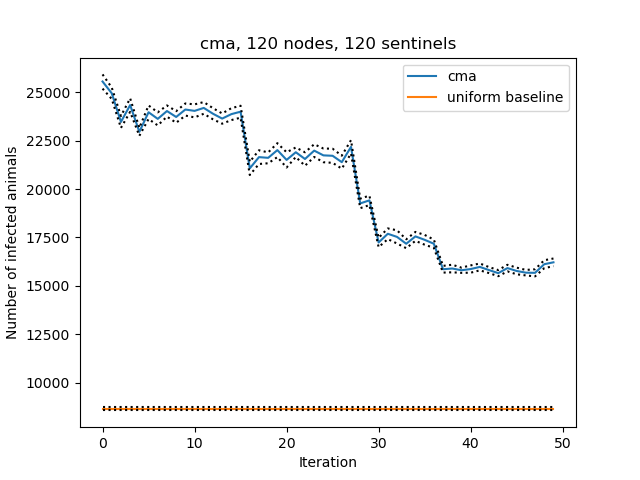 cma, 120 nodes, 120 sentinels
cma
uniform baseline
Number of infected animals
25000
22500
20000
17500
15000
12500
10000
0 10 20 30 40 50
Iteration